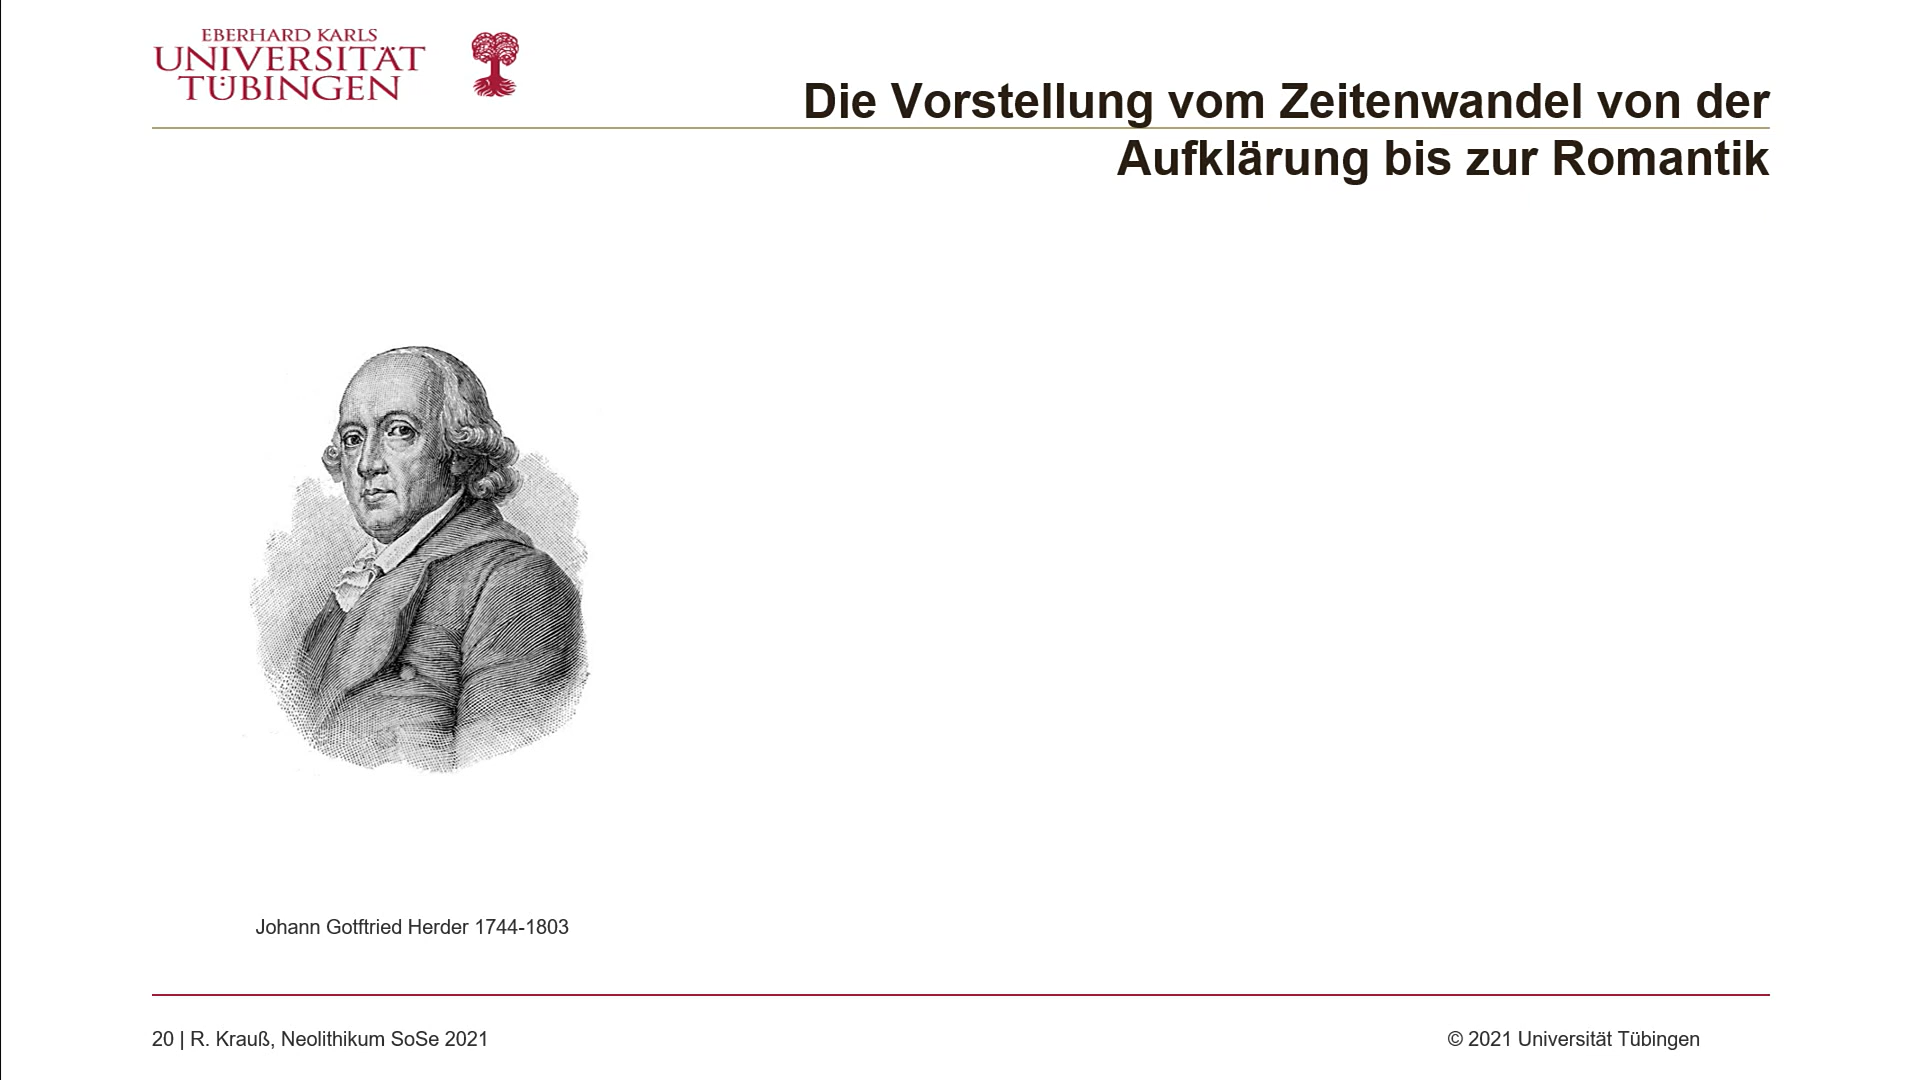 EBERHARD KARLS
UNIVERSITÄT
TÜBINGEN
Die Vorstellung vom Zeitenwandel von der
Aufklärung bis zur Romantik
Johann Gotftried Herder 1744-1803
20 | R. Krauß, Neolithikum SoSe 2021
© 2021 Universität Tübingen